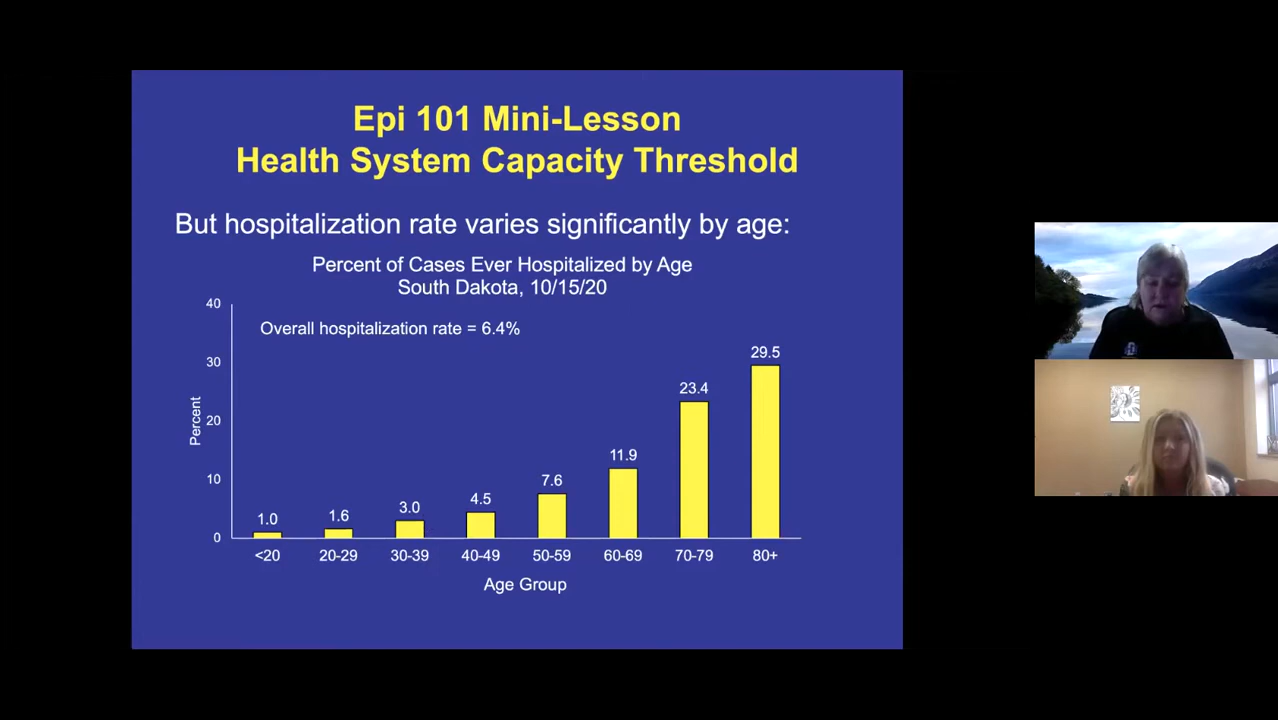 Epi 101 Mini-Lesson
Health System Capacity Threshold
But hospitalization rate varies significantly by age:
Percent of Cases Ever Hospitalized by Age
South Dakota, 10/15/20
Overall hospitalization rate = 6.4%
Percent
40
30
20
10
0
1.0
1.6
3.0
4.5
7.6
11.9
23.4
29.5
<20
20-29
30-39
40-49
50-59
60-69
70-79
80+
Age Group